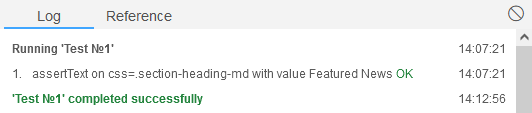 Log Reference
Running 'Test №1' 14:07:21
1. assertText on css=.section-heading-md with value Featured News OK 14:07:21
'Test №1' completed successfully 14:12:56